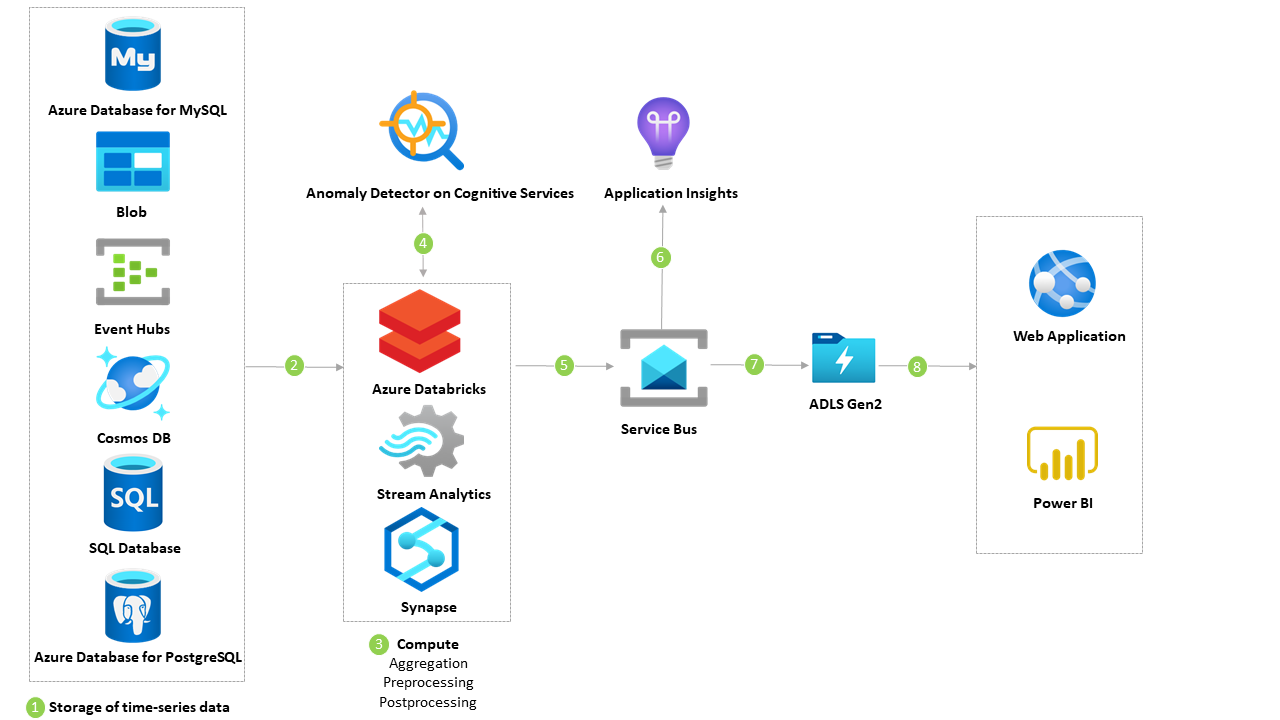 My
Azure Database for MySQL
Blob
Event Hubs
Cosmos DB
SQL
SQL Database
Azure Database for PostgreSQL
1 Storage of time-series data
2
Anomaly Detector on Cognitive Services
4
Azure Databricks
Stream Analytics
Synapse
3 Compute
Aggregation
Preprocessing
Postprocessing
5
Application Insights
6
Service Bus
7
ADLS Gen2
8
Web Application
Power BI